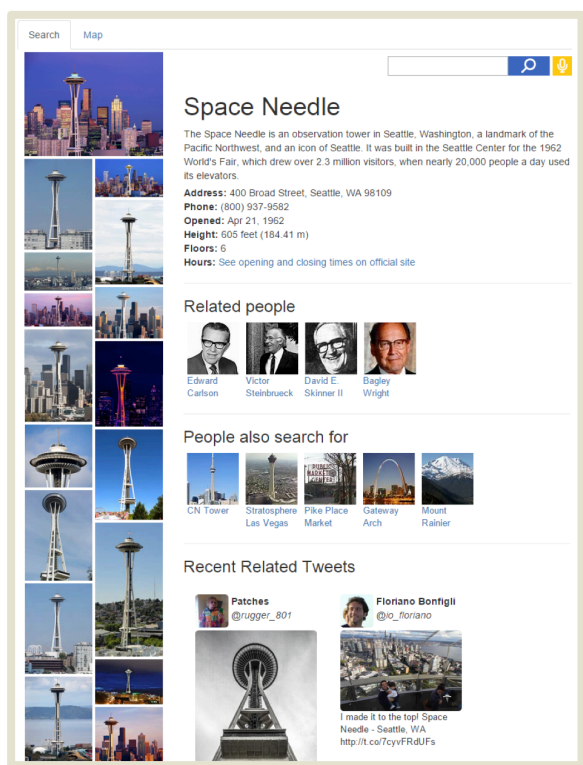 Search Map
Space Needle
The Space Needle is an observation tower in Seattle, Washington, a landmark of the
Pacific Northwest, and an icon of Seattle. It was built in the Seattle Center for the 1962
World's Fair, which drew over 2.3 million visitors, when nearly 20,000 people a day used
its elevators.
Address: 400 Broad Street, Seattle, WA 98109
Phone: (800) 937-9582
Opened: Apr 21, 1962
Height: 605 feet (184.41 m)
Floors: 6
Hours: See opening and closing times on official site
Related people
Edward
Carlson
Victor
Steinbrueck
David E.
Skinner II
Bagley
Wright
People also search for
PUBLIC
MARKET
CENTER
CN Tower
Stratosphere
Las Vegas
Pike Place
Market
Gateway
Arch
Mount
Rainier
Recent Related Tweets
Patches
@rugger_801
Floriano Bonfigli
@io_floriano
I made it to the top! Space
Needle - Seattle, WA
http://t.co/7cyvFRdUFs